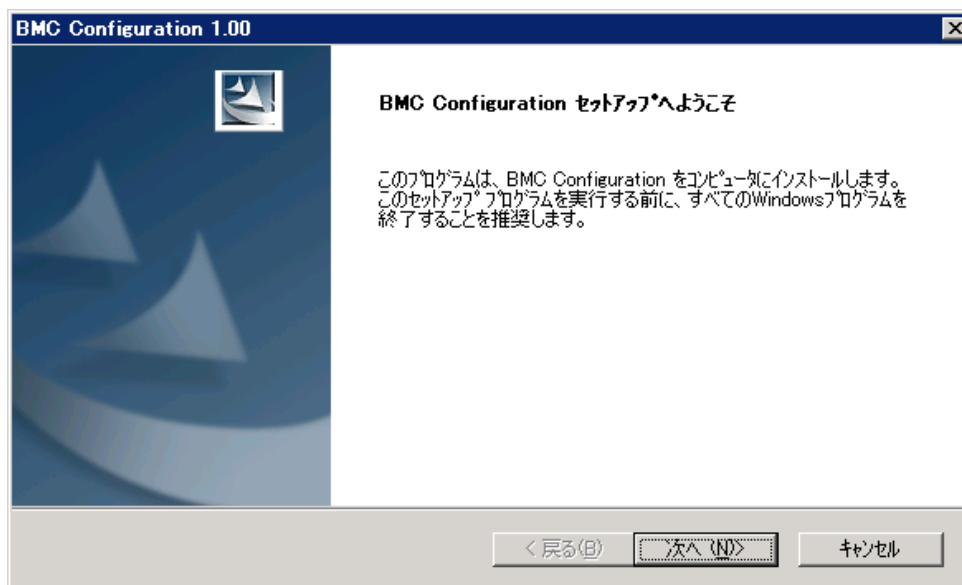 BMC Configuration 1.00
BMC Configuration ｾｯﾄｱｯﾌﾟへようこそ
このﾌﾟﾛｸﾞﾗﾑは、BMC Configuration をｺﾝﾋﾟｭｰﾀにインストールします。
このｾｯﾄｱｯﾌﾟ ﾌﾟﾛｸﾞﾗﾑを実行する前に、すべてのWindowsﾌﾟﾛｸﾞﾗﾑを
終了することを推奨します。
< 戻る(B) 次へ (N)> ｷｬﾝｾﾙ